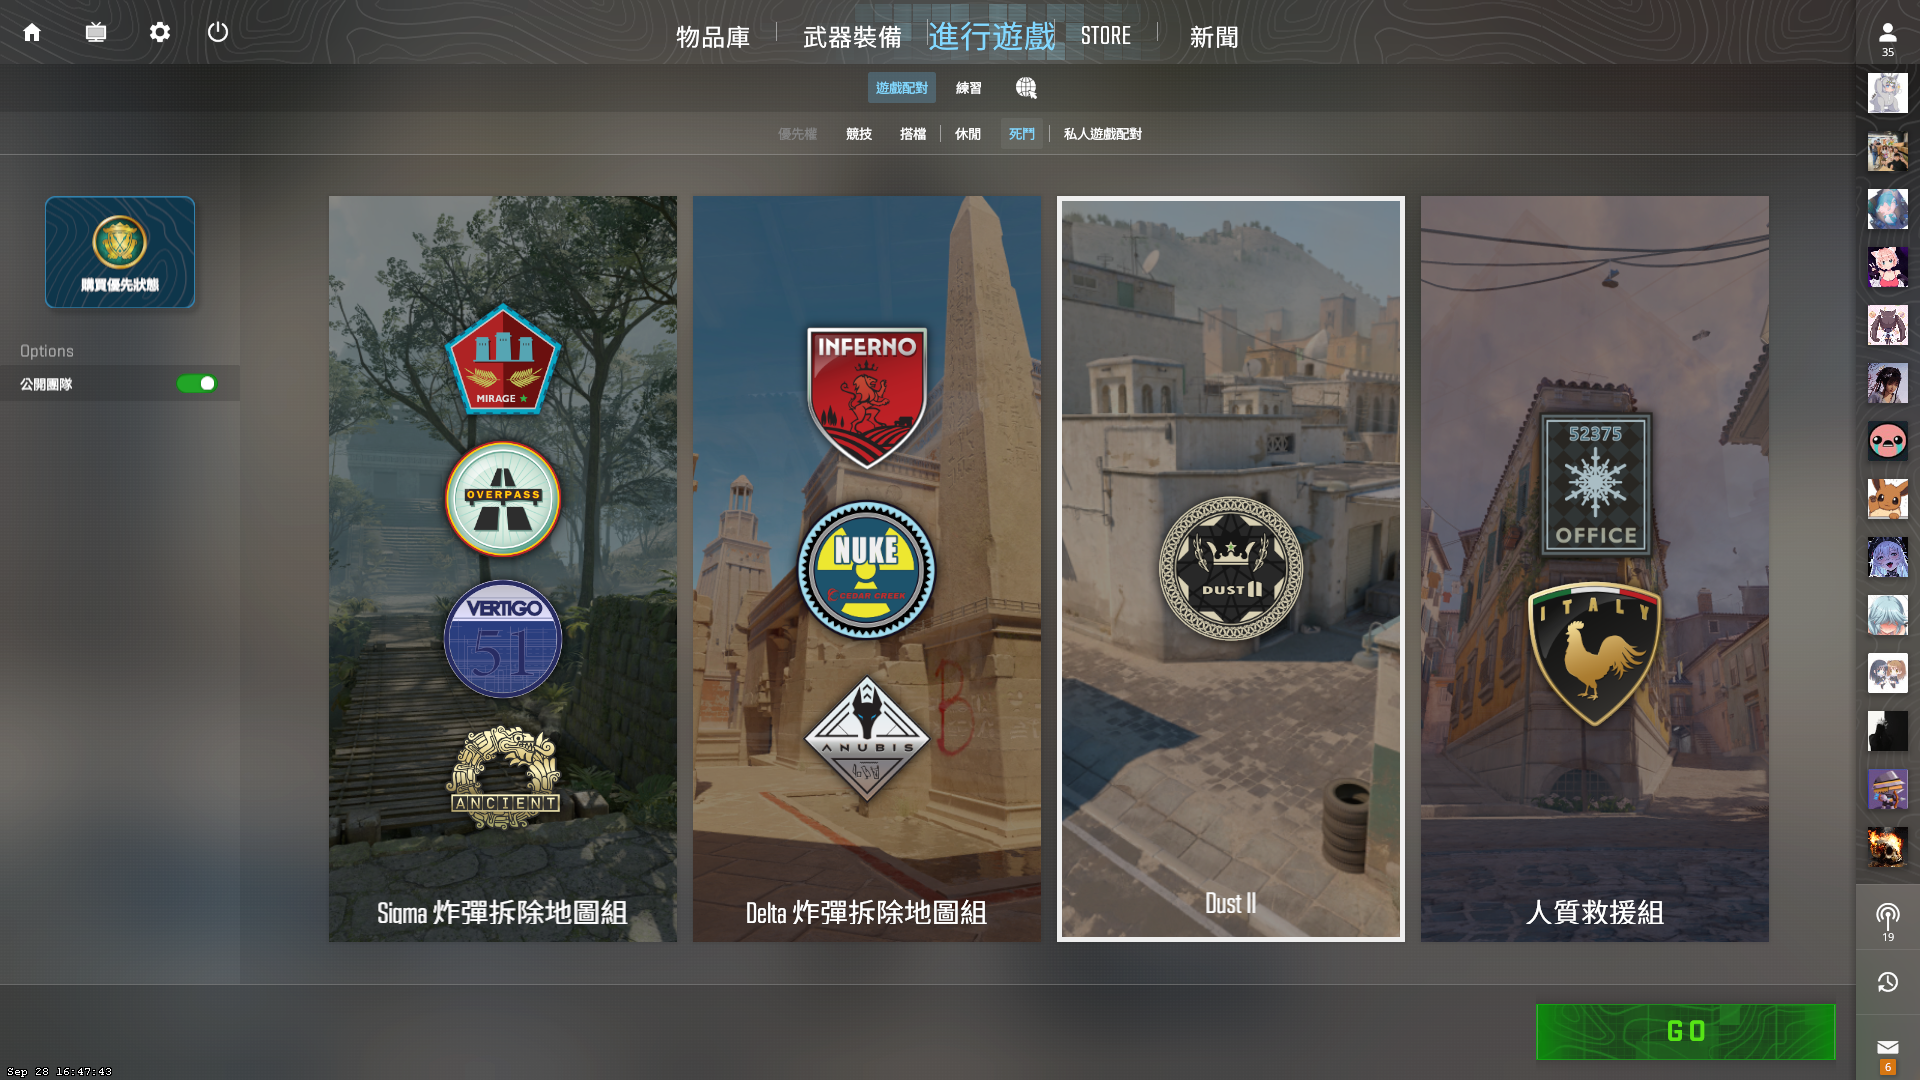 物品庫
武器裝備
進行遊戲
STORE
新聞
35
遊戲配對
練習
優先權
競技
搭檔
休閒
死鬥
私人遊戲配對
購買優先狀態
Options
公開團隊
MIRAGE
OVERPASS
VERTIGO
51
ANCIENT
Sigma 炸彈拆除地圖組
INFERNO
NUKE
CEDAR CREEK
ANUBIS
B
Delta 炸彈拆除地圖組
DUST II
Dust II
52375
OFFICE
ITALY
人質救援組
19
GO
6
Sep 28 16:47:43